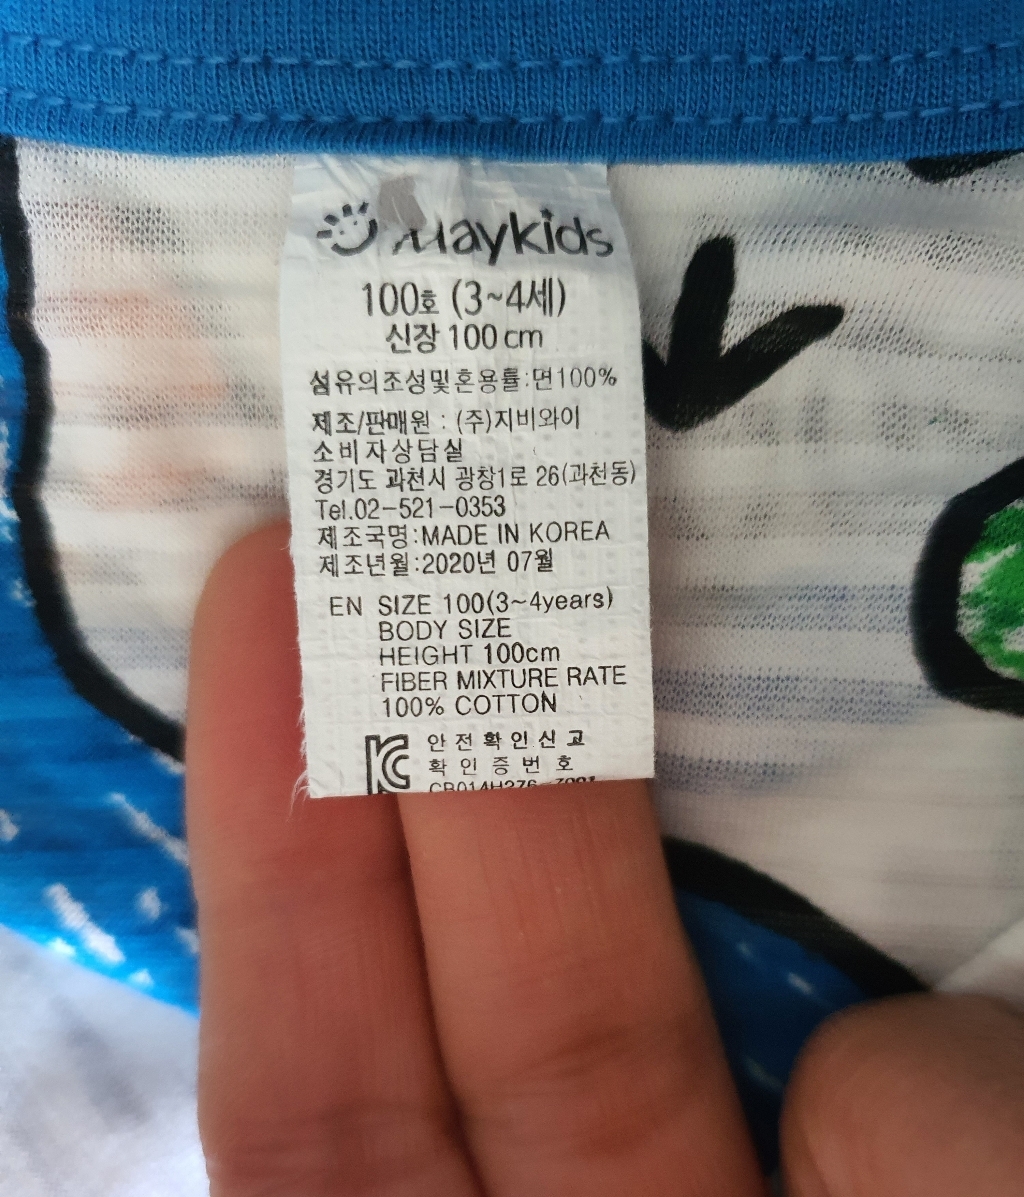 Maykids
100호 (3~4세)
신장 100cm
섬유의조성및혼용률:면100%
제조/판매원 : (주)지비와이
소비자상담실
경기도 과천시 광창1로 26(과천동)
Tel.02-521-0353
제조국명:MADE IN KOREA
제조년월:2020년 07월
EN SIZE 100(3~4years)
BODY SIZE
HEIGHT 100cm
FIBER MIXTURE RATE
100% COTTON
안전확인신고
확인증번호